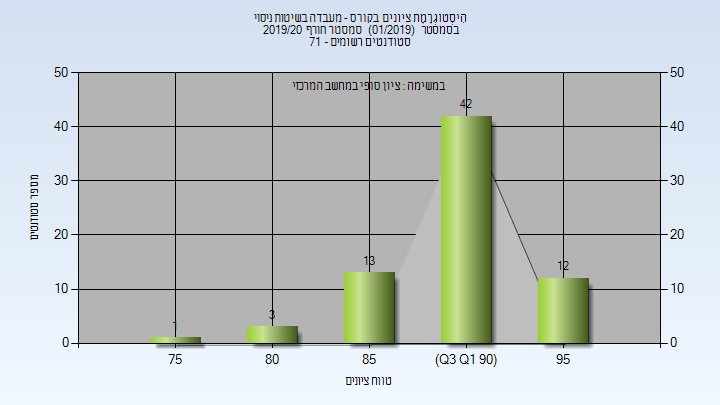 היסטוגרמת ציונים בקורס - מעבדה בשיטות ניסוי
בסמסטר (01/2019) סמסטר חורף 2019/20
סטודנטים רשומים - 71
במשימה : ציון סופי במחשב המרכזי
50 50
40 40
30 30
20 20
10 10
0 0
1 3 13 42 12
75 80 85 (Q3 Q1 90) 95
מספר סטודנטים
טווח ציונים